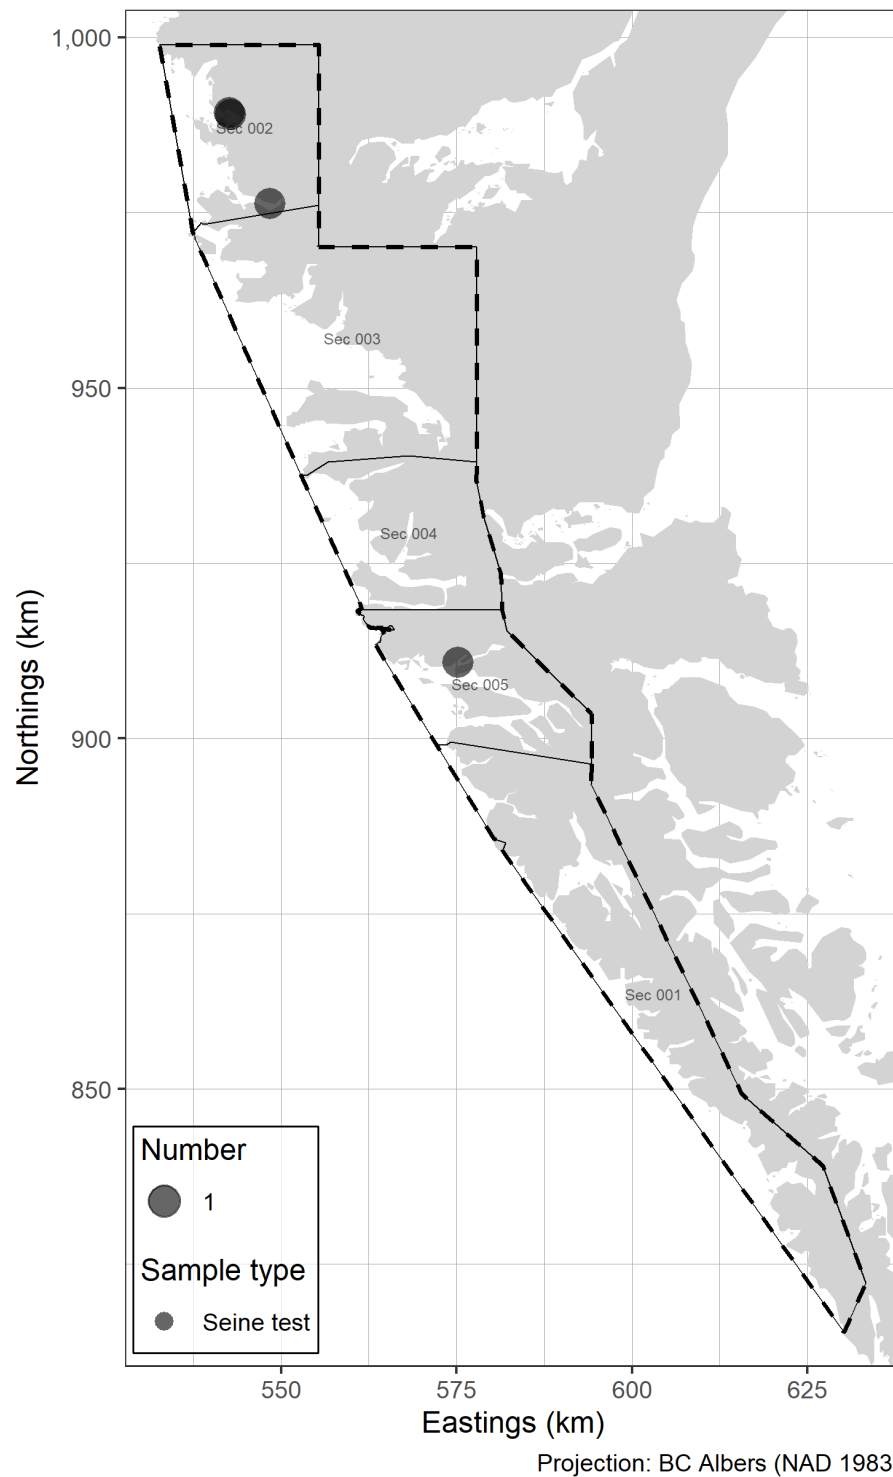 1,000
Sec 002
Sec 003
950
Sec 004
Northings (km)
Sec 005
900
Sec 001
850
Number
1
Sample type
Seine test
550
575
600
625
Eastings (km)
Projection: BC Albers (NAD 1983